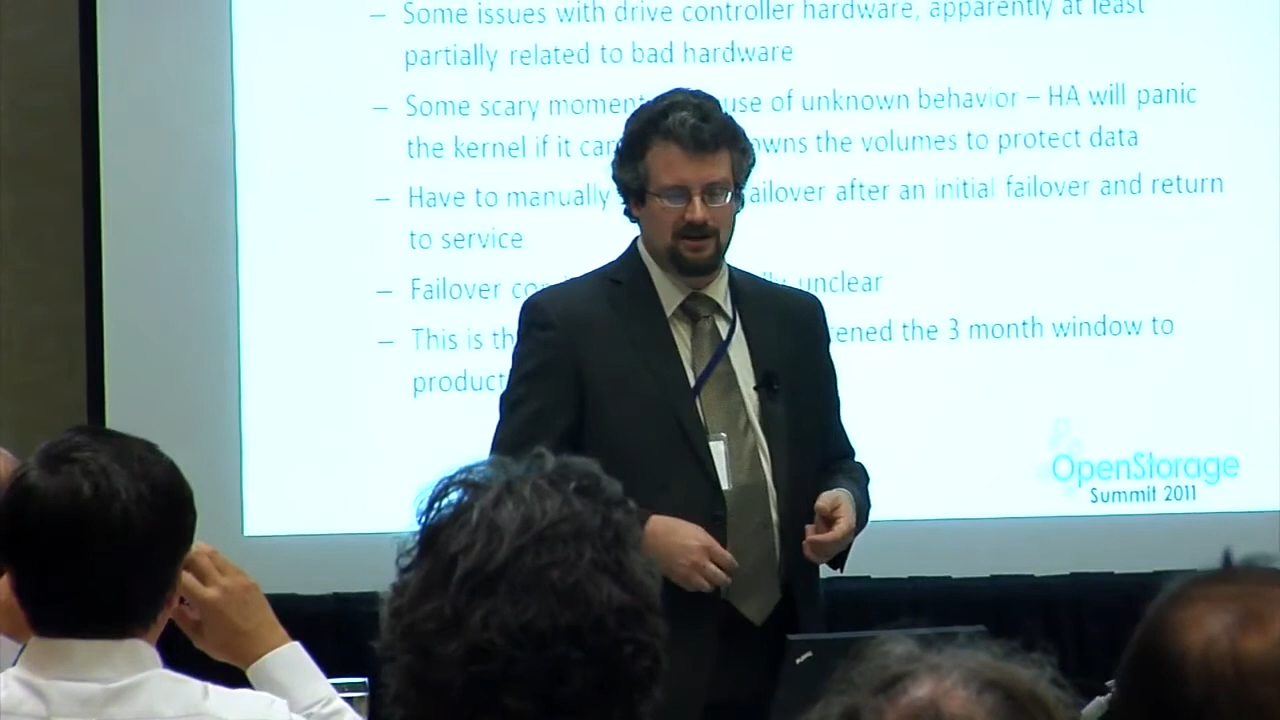 – Some issues with drive controller hardware, apparently at least
partially related to bad hardware
– Some scary moment use of unknown behavior – HA will panic
the kernel if it can owns the volumes to protect data
– Have to manually ailover after an initial failover and return
to service
– Failover co unclear
– This is th ened the 3 month window to
product
OpenStorage
Summit 2011